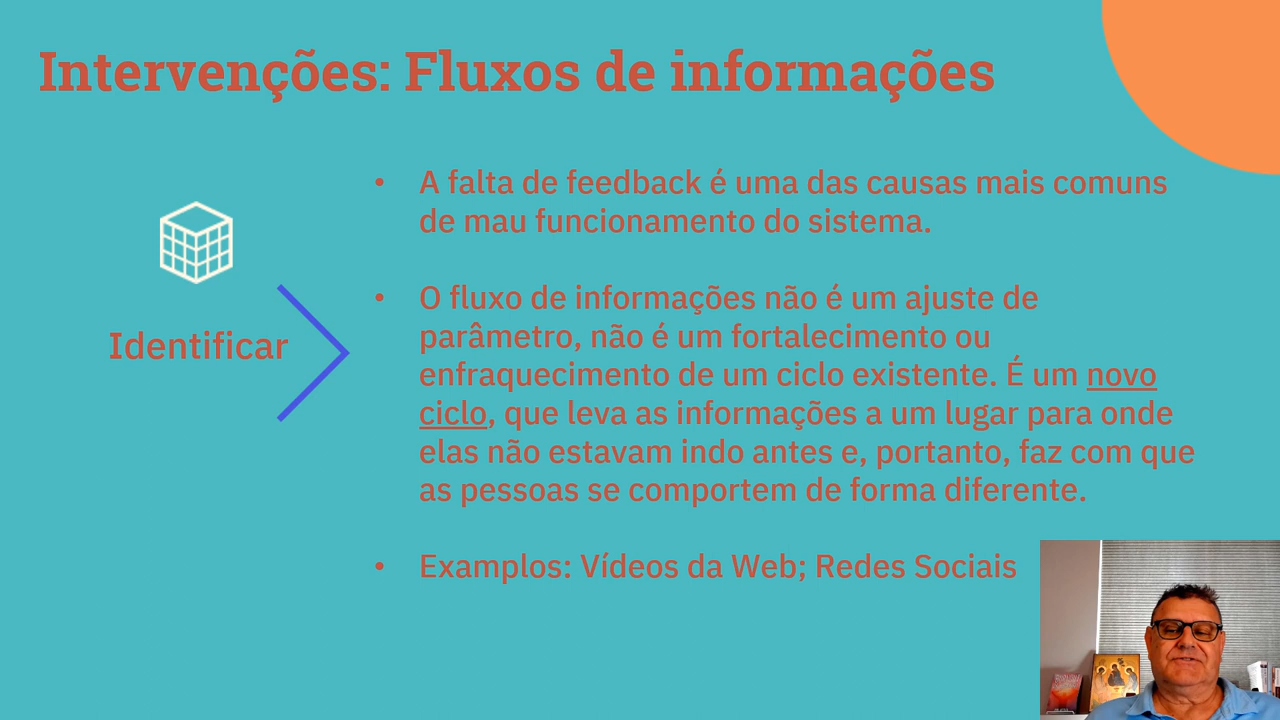 Intervenções: Fluxos de informações
Identificar
• A falta de feedback é uma das causas mais comuns
de mau funcionamento do sistema.
• O fluxo de informações não é um ajuste de
parâmetro, não é um fortalecimento ou
enfraquecimento de um ciclo existente. É um novo
ciclo, que leva as informações a um lugar para onde
elas não estavam indo antes e, portanto, faz com que
as pessoas se comportem de forma diferente.
• Examplos: Vídeos da Web; Redes Sociais